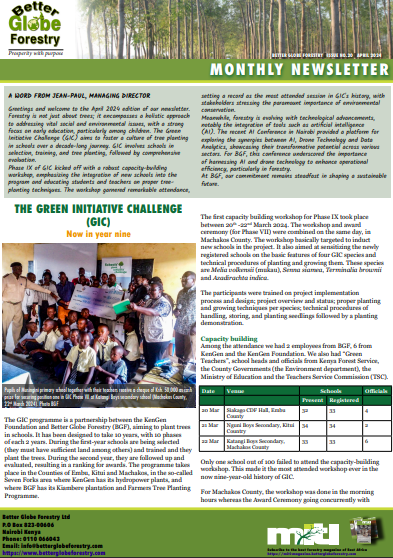 Better
Globe
Forestry
Prosperity with purpose
BETTER GLOBE FORESTRY ISSUE NO.20 APRIL 2024
MONTHLY NEWSLETTER
A WORD FROM JEAN-PAUL, MANAGING DIRECTOR
Greetings and welcome to the April 2024 edition of our newsletter.
Forestry is not just about trees; it encompasses a holistic approach
to addressing vital social and environmental issues, with a strong
focus on early education, particularly among children. The Green
Initiative Challenge (GIC) aims to foster a culture of tree planting
in schools over a decade-long journey. GIC involves schools in
selection, training, and tree planting, followed by comprehensive
evaluation.
Phase IX of GIC kicked off with a robust capacity-building
workshop, emphasizing the integration of new schools into the
program and educating students and teachers on proper tree-
planting techniques. The workshop garnered remarkable attendance,
setting a record as the most attended session in GIC's history, with
stakeholders stressing the paramount importance of environmental
conservation.
Meanwhile, forestry is evolving with technological advancements,
notably the integration of tools such as artificial intelligence
(AI). The recent AI Conference in Nairobi provided a platform for
exploring the synergies between AI, Drone Technology and Data
Analytics, showcasing their transformative potential across various
sectors. For BGF, this conference underscored the importance
of harnessing AI and drone technology to enhance operational
efficiency, particularly in forestry.
At BGF, our commitment remains steadfast in shaping a sustainable
future.
THE GREEN INITIATIVE CHALLENGE
(GIC)
Now in year nine
Pupils of Masingini primary school together with their teachers receive a cheque of Ksh. 50,000 as cash
prize for securing position one in GIC Phase VII at Katangi Boys secondary school (Machakos County,
22nd March 2024). Photo BGF
The GIC programme is a partnership between the KenGen
Foundation and Better Globe Forestry (BGF), aiming to plant trees
in schools. It has been designed to take 10 years, with 10 phases
of each 2 years. During the first-year schools are being selected
(they must have sufficient land among others) and trained and they
plant the trees. During the second year, they are followed up and
evaluated, resulting in a ranking for awards. The programme takes
place in the Counties of Embu, Kitui and Machakos, in the so-called
Seven Forks area where KenGen has its hydropower plants, and
where BGF has its Kiambere plantation and Farmers Tree Planting
Programme.
The first capacity building workshop for Phase IX took place
between 20th -22nd March 2024. The workshop and award
ceremony (for Phase VII) were combined on the same day, in
Machakos County. The workshop basically targeted to induct
new schools in the project. It also aimed at sensitizing the newly
registered schools on the basic features of four GIC species and
technical procedures of planting and growing them. These species
are Melia volkensii (mukau), Senna siamea, Terminalia brownii
and Azadirachta indica.
The participants were trained on project implementation
process and design; project overview and status; proper planting
and growing techniques per species; technical procedures of
handling, storing, and planting seedlings followed by a planting
demonstration.
Capacity building
Among the attendance we had 2 employees from BGF, 6 from
KenGen and the KenGen Foundation. We also had "Green
Teachers", school heads and officials from Kenya Forest Service,
the County Governments (the Environment department), the
Ministry of Education and the Teachers Service Commission (TSC).
Date Venue Schools Officials
Present Registered
20 Mar Siakago CDF Hall, Embu County 32 33 4
21 Mar Ngomi Boys Secondary, Kitui Country 34 34 2
22 Mar Katangi Boys Secondary, Machakos County 33 33 6
Only one school out of 100 failed to attend the capacity-building
workshop. This made it the most attended workshop ever in the
now nine-year-old history of GIC.
For Machakos County, the workshop was done in the morning
hours whereas the Award Ceremony going concurrently with
Better Globe Forestry Ltd
P.O Box 823-00606
Nairobi Kenya
Phone: 0110 064043
Email: info@betterglobeforestry.com
https://www.betterglobeforestry.com
miti
Subscribe to the best forestry magazine of East Africa